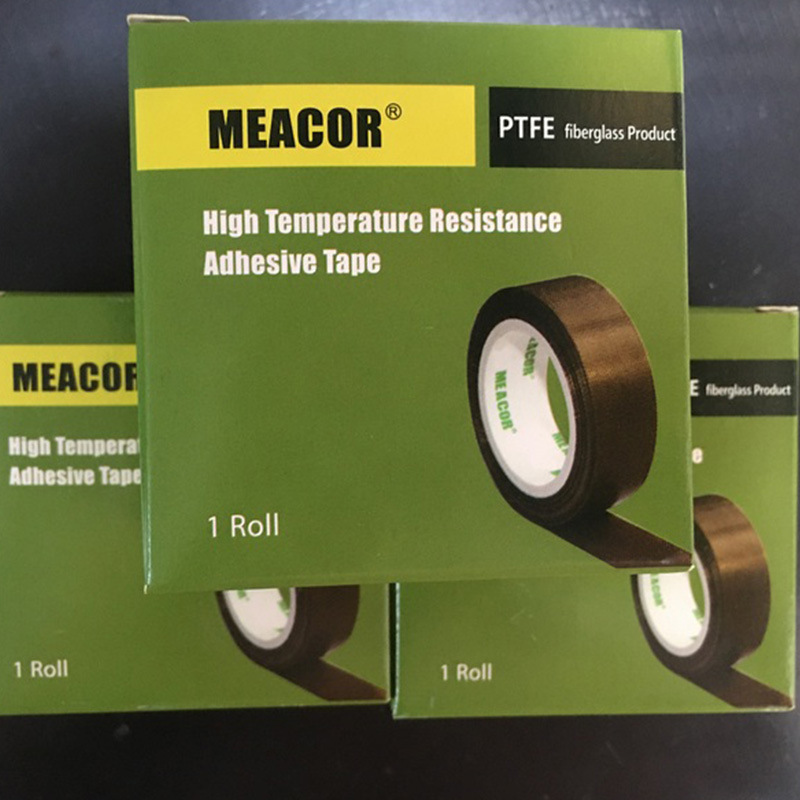 MEACOR®
PTFE fiberglass Product
High Temperature Resistance
Adhesive Tape
MEACOR®
1 Roll
MEACOR
High Tempera
Adhesive Tape
1 Roll
E fiberglass Product
e
1 Roll